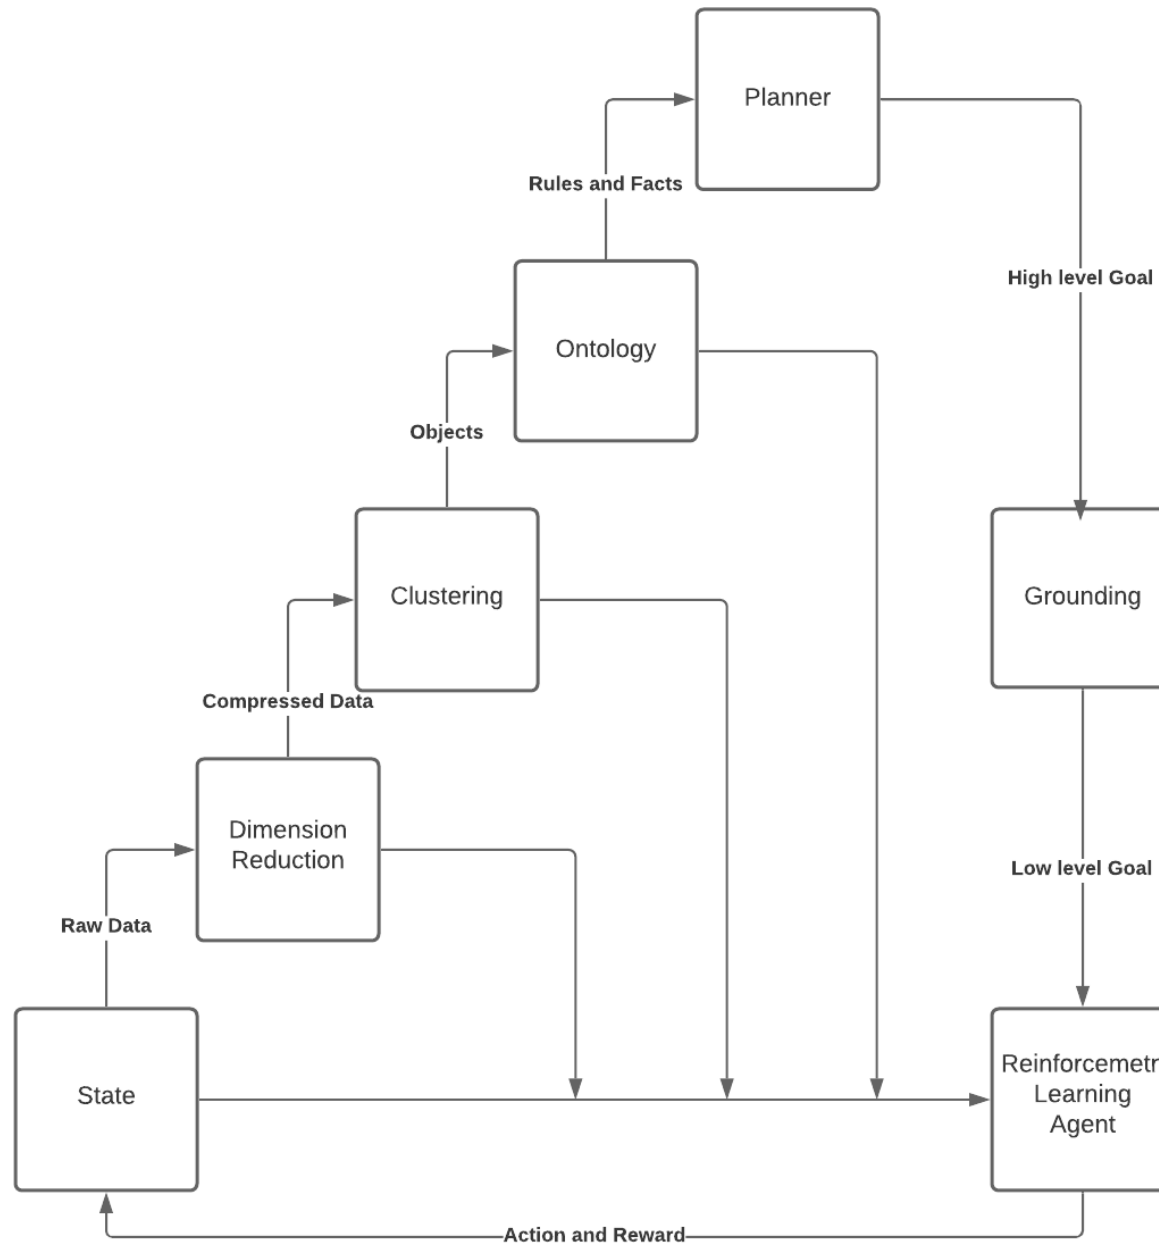 Planner
Rules and Facts
High level Goal
Ontology
Objects
Clustering
Grounding
Compressed Data
Dimension
Reduction
Low level Goal
Raw Data
State
Reinforcemetr
Learning
Agent
Action and Reward